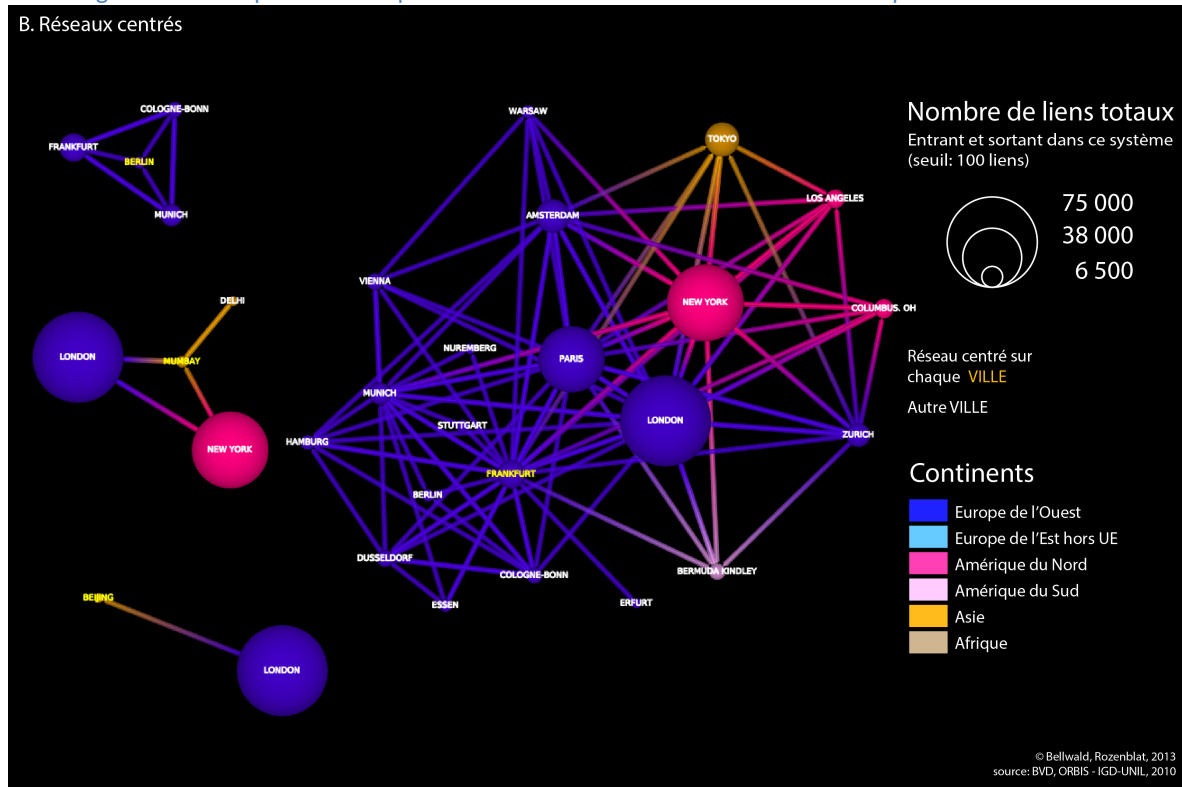 B. Réseaux centrés
COLOGNE-BONN
FRANKFURT
BERLIN
MUNICH
DELHI
LONDON
MUMBAY
NEW YORK
BEIJING
LONDON
WARSAW
TOKYO
LOS ANGELES
AMSTERDAM
VIENNA
NEW YORK
COLUMBUS. OH
NUREMBERG
PARIS
MUNICH
STUTTGART
LONDON
HAMBURG
ZURICH
FRANKFURT
BERLIN
DUSSELDORF
COLOGNE-BONN
BERMUDA KINDLEY
ESSEN
ERFURT
Nombre de liens totaux
Entrant et sortant dans ce système
(seuil: 100 liens)
75 000
38 000
6 500
Réseau centré sur
chaque VILLE
Autre VILLE
Continents
Europe de l'Ouest
Europe de l'Est hors UE
Amérique du Nord
Amérique du Sud
Asie
Afrique
© Bellwald, Rozenblat, 2013
source: BVD, ORBIS - IGD-UNIL, 2010